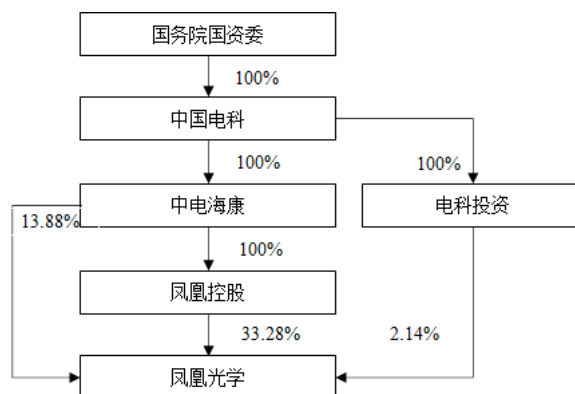 国务院国资委
100%
中国电科
100%
100%
中电海康
电科投资
13.88%
100%
凤凰控股
33.28%
2.14%
凤凰光学